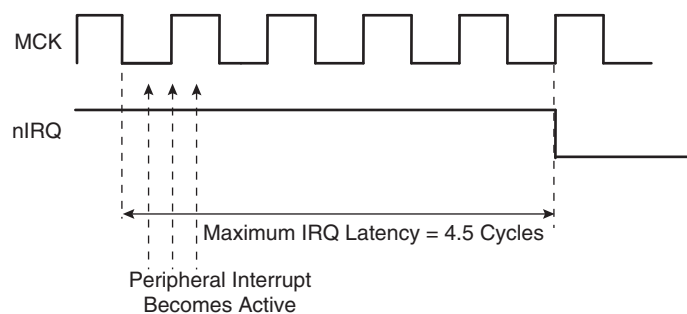 MCK
nIRQ
Maximum IRQ Latency = 4.5 Cycles
Peripheral Interrupt
Becomes Active